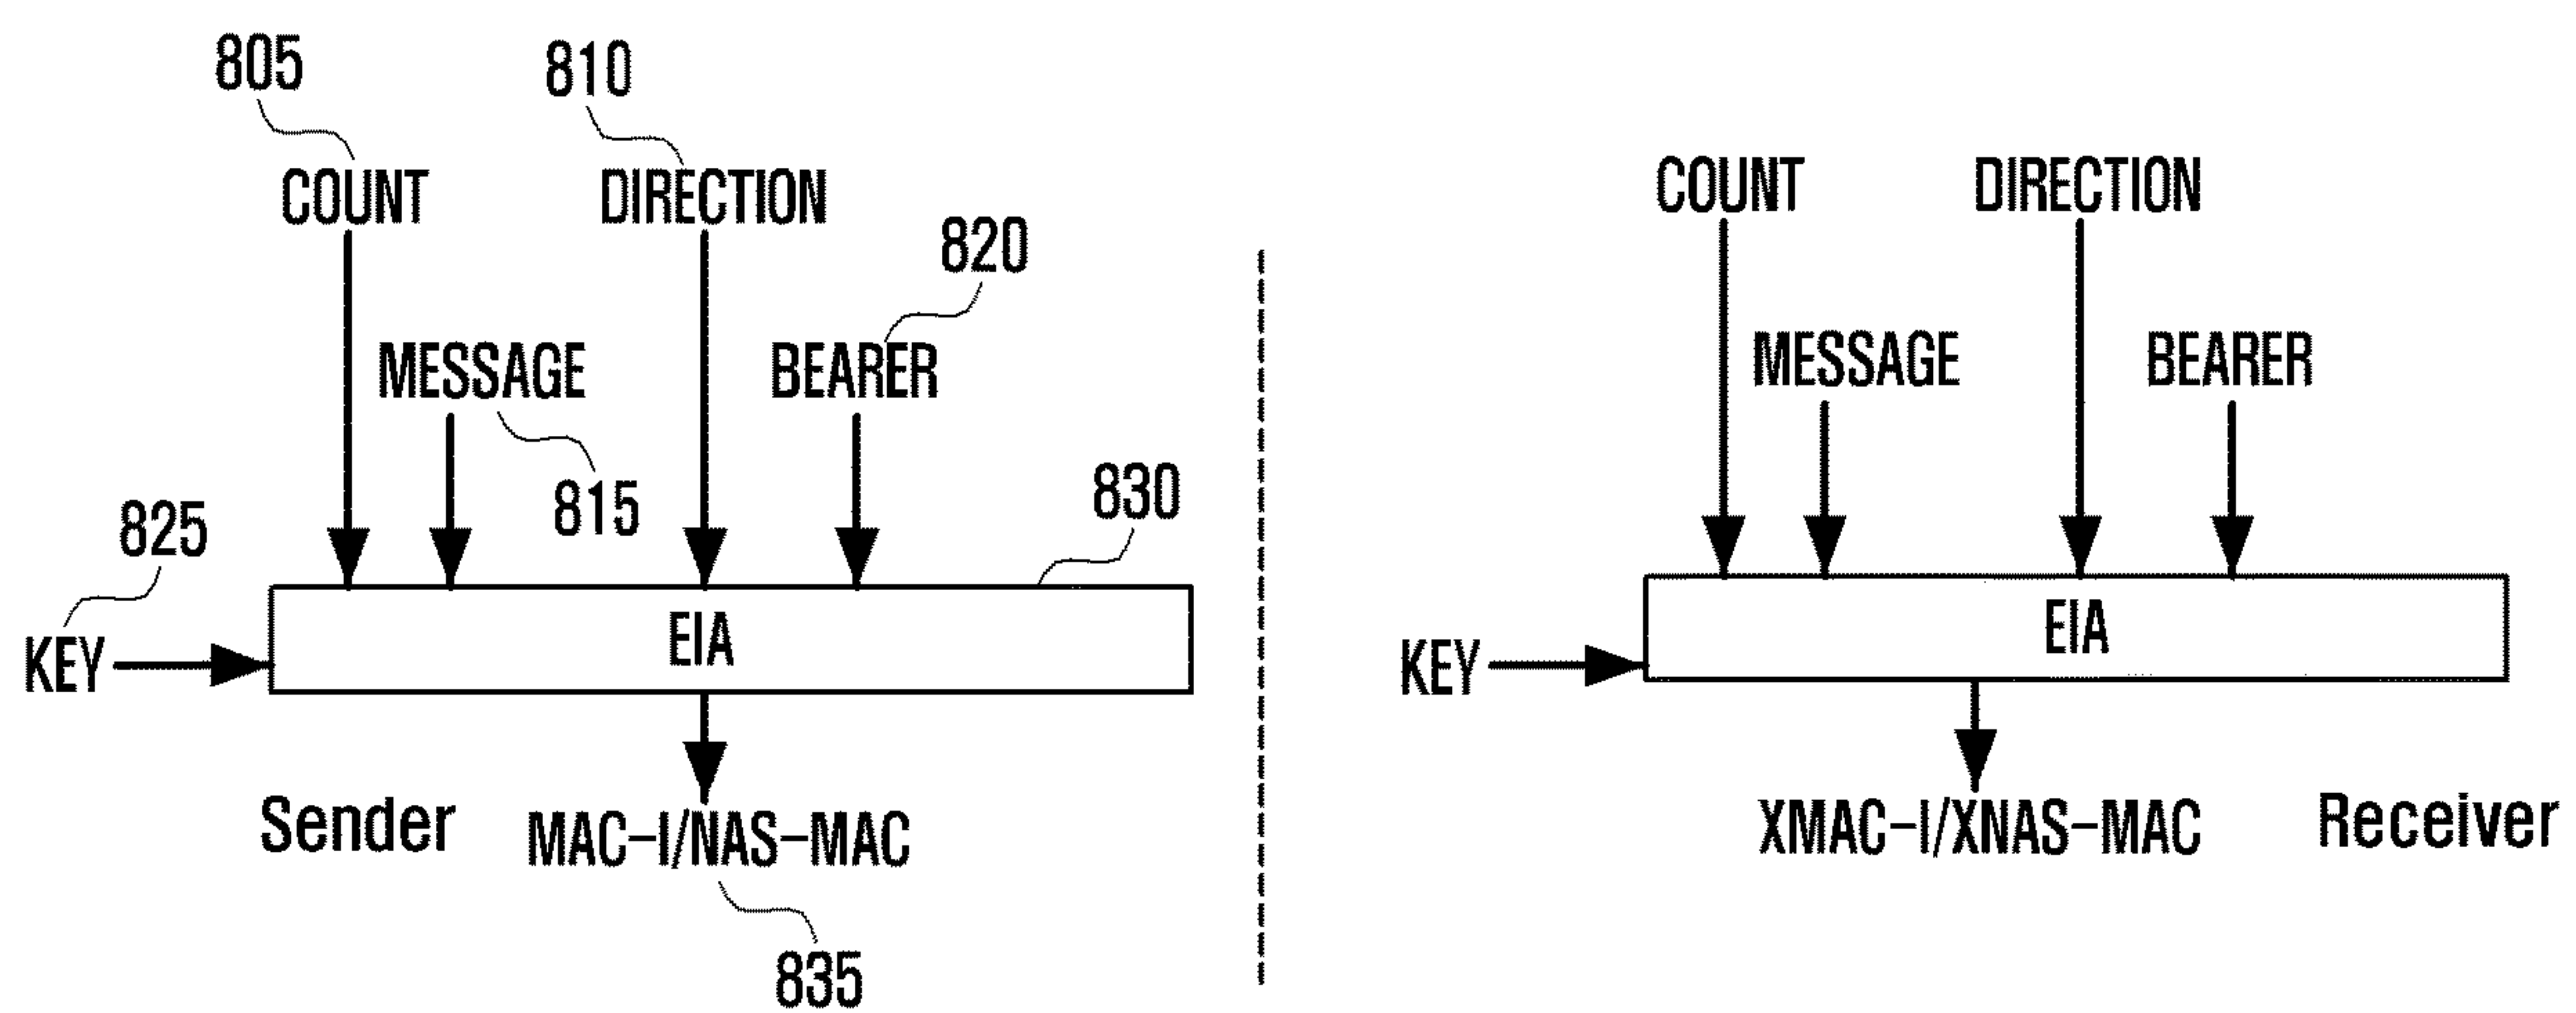 805
810
COUNT
DIRECTION
820
MESSAGE
BEARER
815
825
830
KEY
EIA
Sender
MAC–I/NAS–MAC
835
COUNT
DIRECTION
MESSAGE
BEARER
KEY
EIA
XMAC–I/XNAS–MAC
Receiver